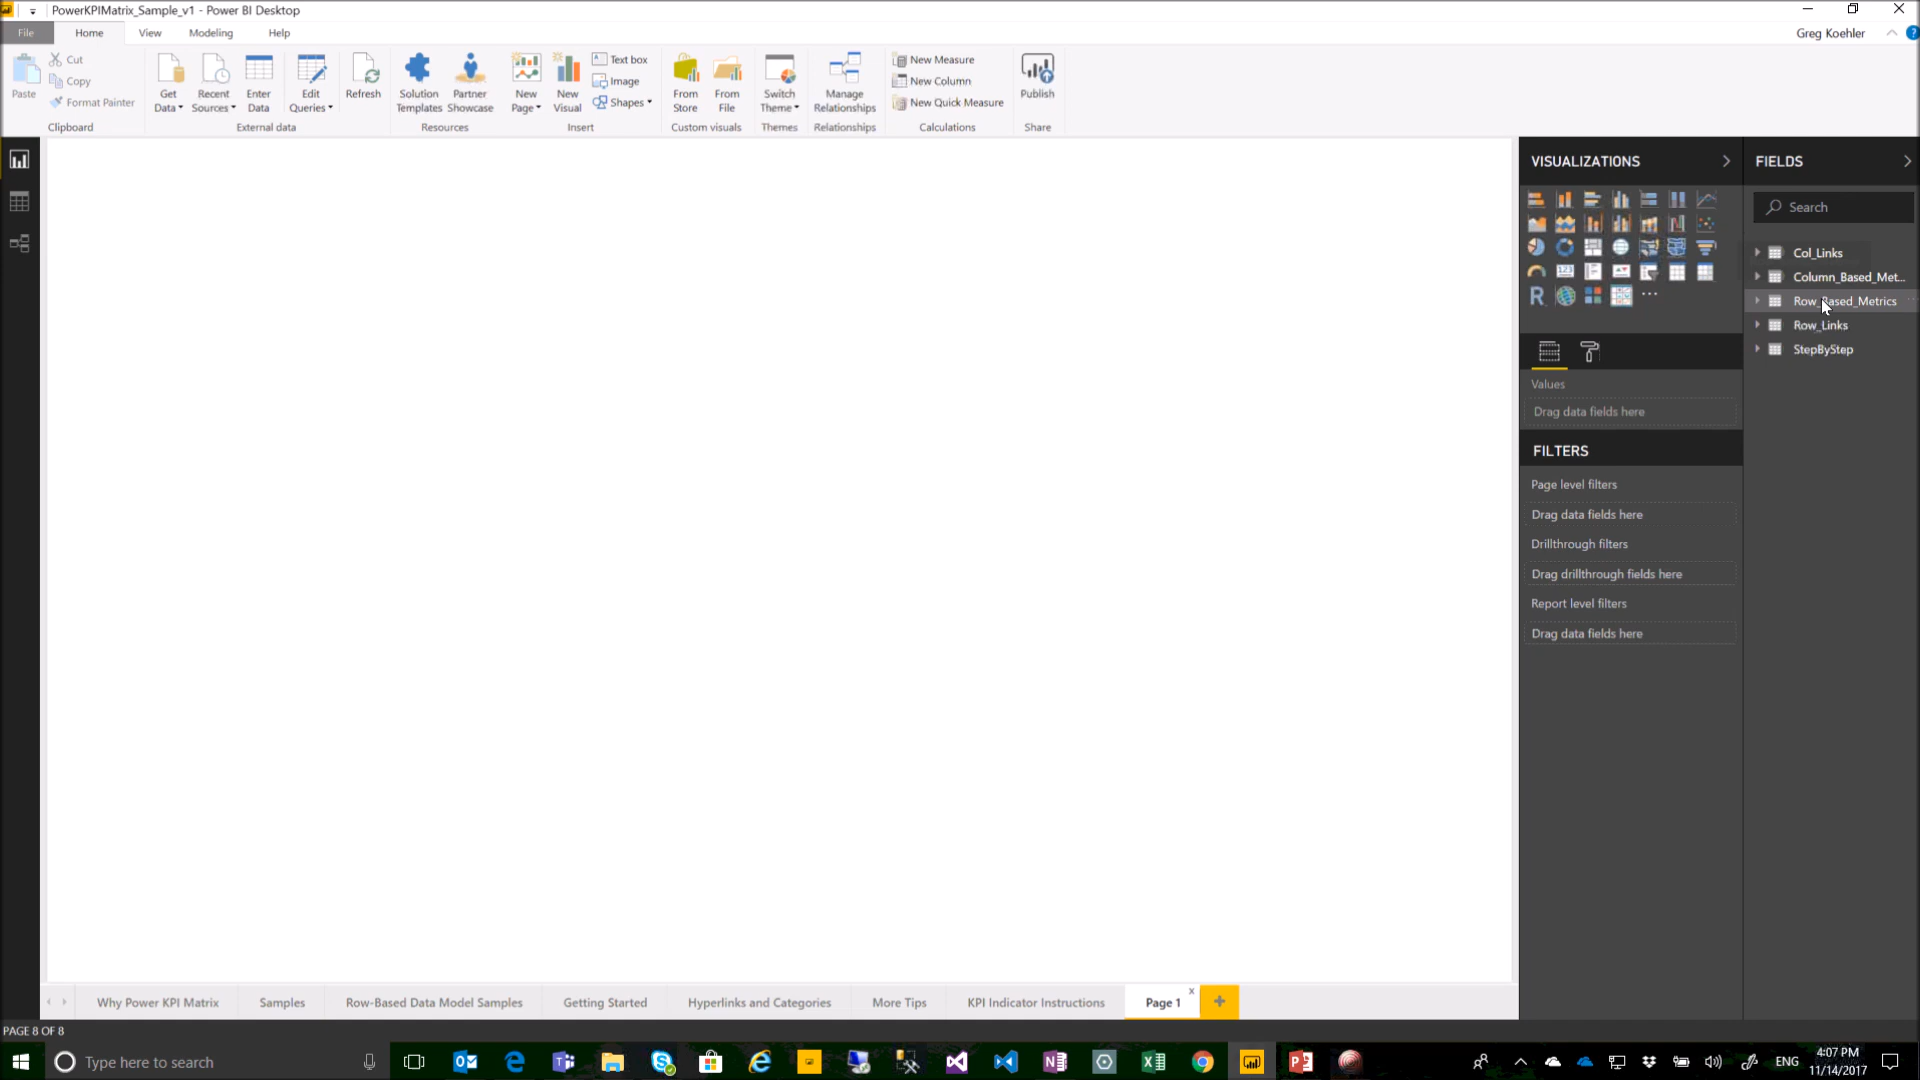 PowerKPIMatrix_Sample_v1 - Power BI Desktop
File Home View Modeling Help Greg Koehler ?
Paste
Cut
Copy
Format Painter
Clipboard
Get Data
Recent Sources
Enter Data
Edit Queries
Refresh
External data
Solution Templates
Partner Showcase
Resources
New Page
New Visual
Text box
Image
Shapes
Insert
From Store
From File
Custom visuals
Switch Theme
Themes
Manage Relationships
Relationships
New Measure
New Column
New Quick Measure
Calculations
Publish
Share
VISUALIZATIONS
R
123
Values
Drag data fields here
FILTERS
Page level filters
Drag data fields here
Drillthrough filters
Drag drillthrough fields here
Report level filters
Drag data fields here
FIELDS
Search
Col_Links
Column_Based_Met...
Row_Based_Metrics
Row_Links
StepByStep
Why Power KPI Matrix Samples Row-Based Data Model Samples Getting Started Hyperlinks and Categories More Tips KPI Indicator Instructions Page 1 +
PAGE 8 OF 8
Type here to search
ENG
4:07 PM
11/14/2017